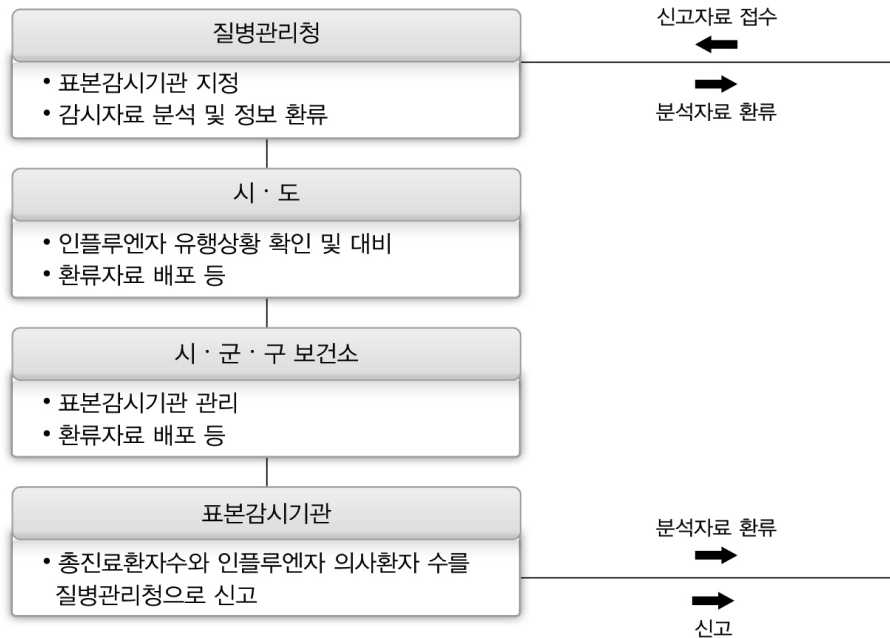 질병관리청
• 표본감시기관 지정
• 감시자료 분석 및 정보 환류
신고자료 접수
분석자료 환류
시 · 도
• 인플루엔자 유행상황 확인 및 대비
• 환류자료 배포 등
시 · 군 · 구 보건소
• 표본감시기관 관리
• 환류자료 배포 등
표본감시기관
• 총진료환자수와 인플루엔자 의사환자 수를
질병관리청으로 신고
분석자료 환류
신고